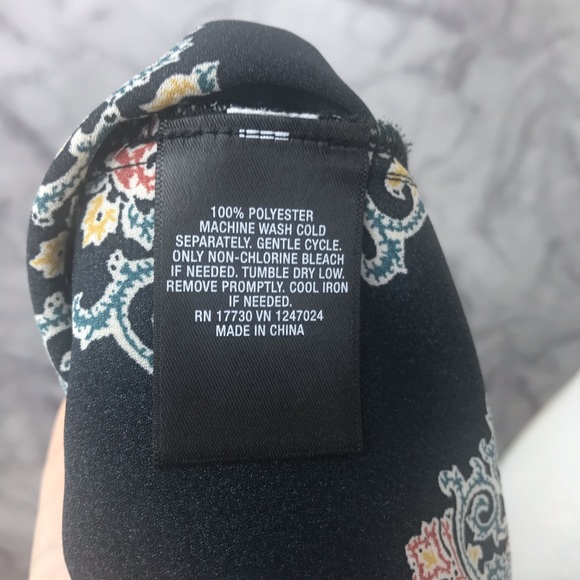 100% POLYESTER
MACHINE WASH COLD
SEPARATELY. GENTLE CYCLE.
ONLY NON-CHLORINE BLEACH
IF NEEDED. TUMBLE DRY LOW.
REMOVE PROMPTLY. COOL IRON
IF NEEDED.
RN 17730 VN 1247024
MADE IN CHINA